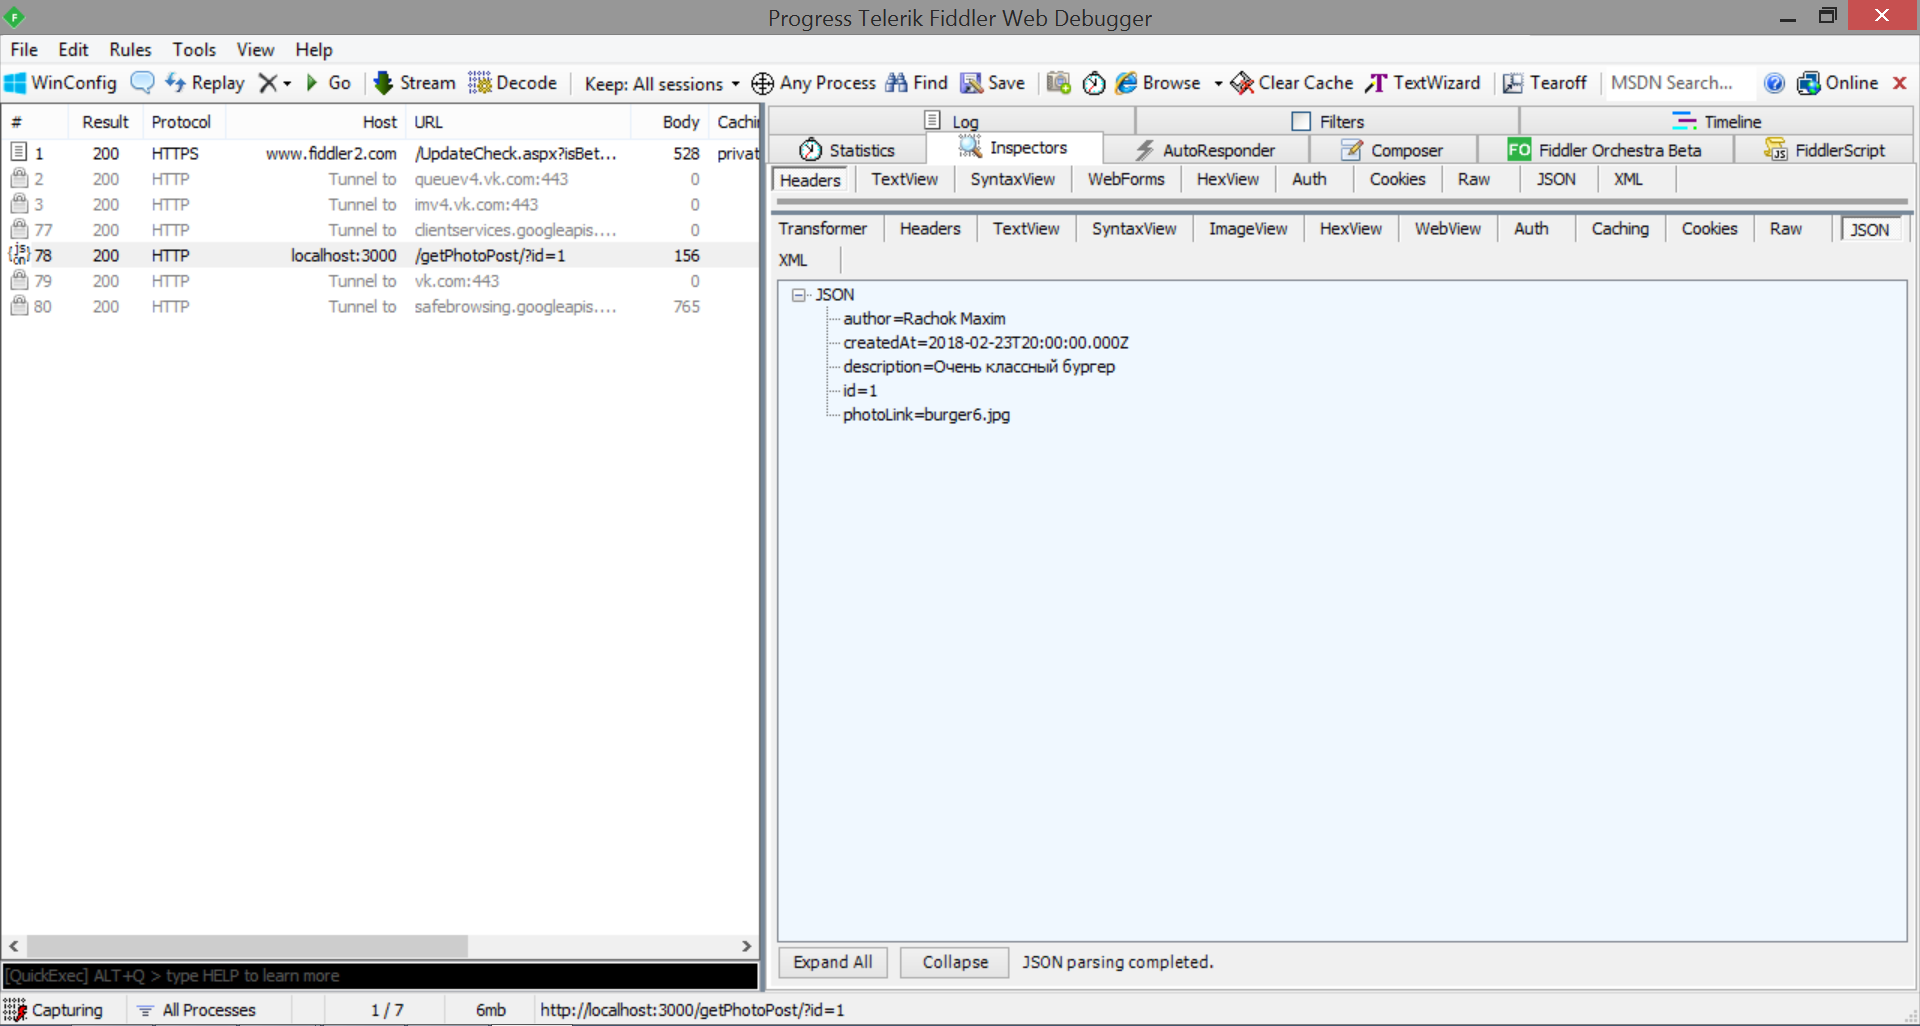 Progress Telerik Fiddler Web Debugger
File Edit Rules Tools View Help
WinConfig Replay Go Stream Decode Keep: All sessions Any Process Find Save Browse Clear Cache TextWizard Tearoff MSDN Search... Online
# Result Protocol Host URL Body Cachin
1 200 HTTPS www.fiddler2.com /UpdateCheck.aspx?isBet... 528 privat
2 200 HTTP Tunnel to queuev4.vk.com:443 0
3 200 HTTP Tunnel to imv4.vk.com:443 0
77 200 HTTP Tunnel to clientservices.googleapis.... 0
78 200 HTTP localhost:3000 /getPhotoPost/?id=1 156
79 200 HTTP Tunnel to vk.com:443 0
80 200 HTTP Tunnel to safebrowsing.googleapis.... 765
Log Filters Timeline
Statistics Inspectors AutoResponder Composer FO Fiddler Orchestra Beta FiddlerScript
Headers TextView SyntaxView WebForms HexView Auth Cookies Raw JSON XML
Transformer Headers TextView SyntaxView ImageView HexView WebView Auth Caching Cookies Raw JSON
XML
JSON
author=Rachok Maxim
createdAt=2018-02-23T20:00:00.000Z
description=Очень классный бургер
id=1
photoLink=burger6.jpg
Expand All Collapse JSON parsing completed.
[QuickExec] ALT+Q > type HELP to learn more
Capturing All Processes 1 / 7 6mb http://localhost:3000/getPhotoPost/?id=1